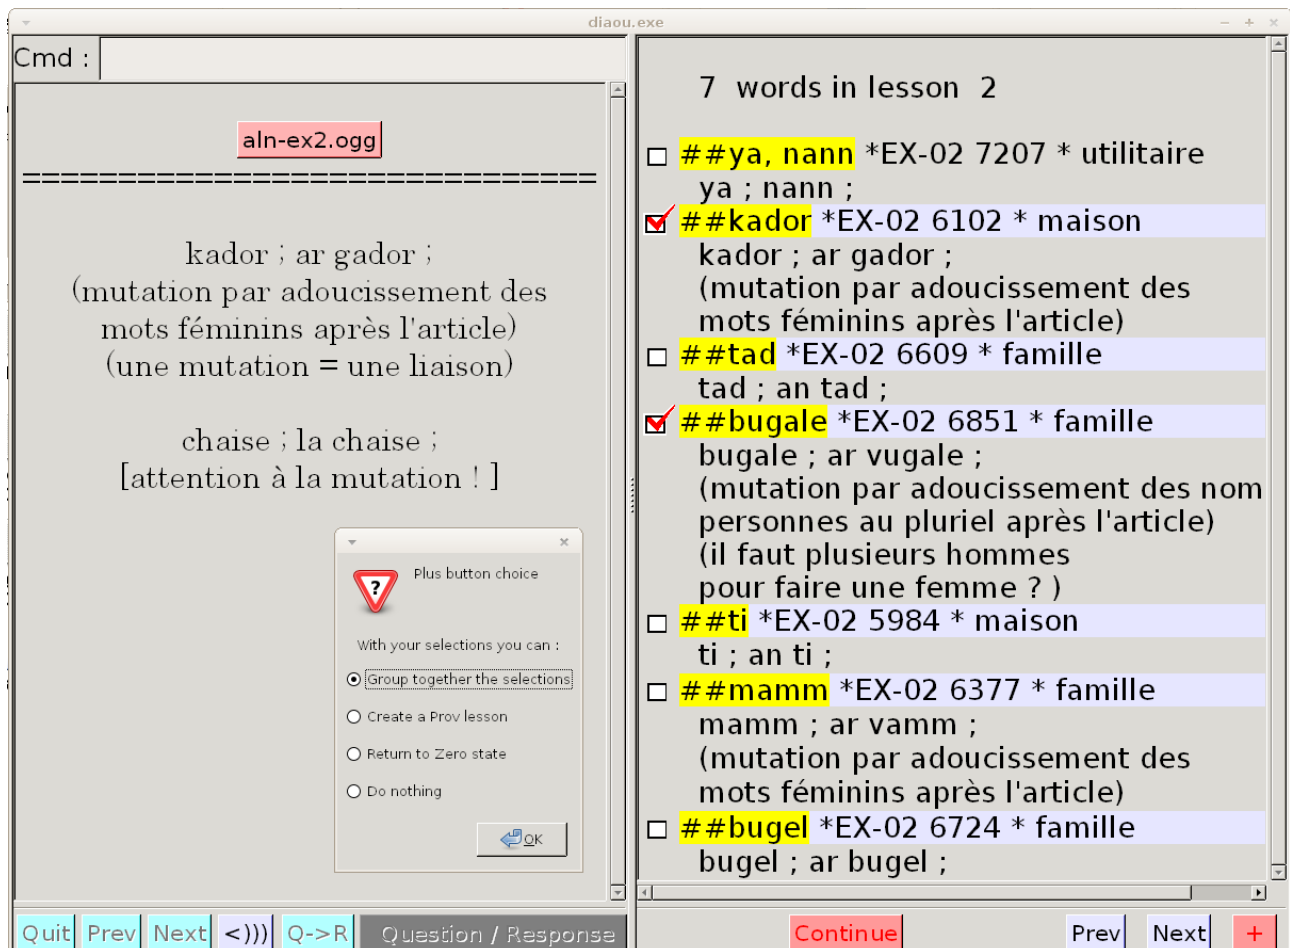 diaou.exe
Cmd :
aln-ex2.ogg
==============================
kador ; ar gador ;
(mutation par adoucissement des
mots féminins après l'article)
(une mutation = une liaison)
chaise ; la chaise ;
[attention à la mutation ! ]
Plus button choice
With your selections you can :
Group together the selections
Create a Prov lesson
Return to Zero state
Do nothing
OK
Quit Prev Next <))) Q->R Question / Response
7 words in lesson 2
##ya, nann *EX-02 7207 * utilitaire
ya ; nann ;
##kador *EX-02 6102 * maison
kador ; ar gador ;
(mutation par adoucissement des
mots féminins après l'article)
##tad *EX-02 6609 * famille
tad ; an tad ;
##bugale *EX-02 6851 * famille
bugale ; ar vugale ;
(mutation par adoucissement des nom
personnes au pluriel après l'article)
(il faut plusieurs hommes
pour faire une femme ? )
##ti *EX-02 5984 * maison
ti ; an ti ;
##mamm *EX-02 6377 * famille
mamm ; ar vamm ;
(mutation par adoucissement des
mots féminins après l'article)
##bugel *EX-02 6724 * famille
bugel ; ar bugel ;
Continue Prev Next +